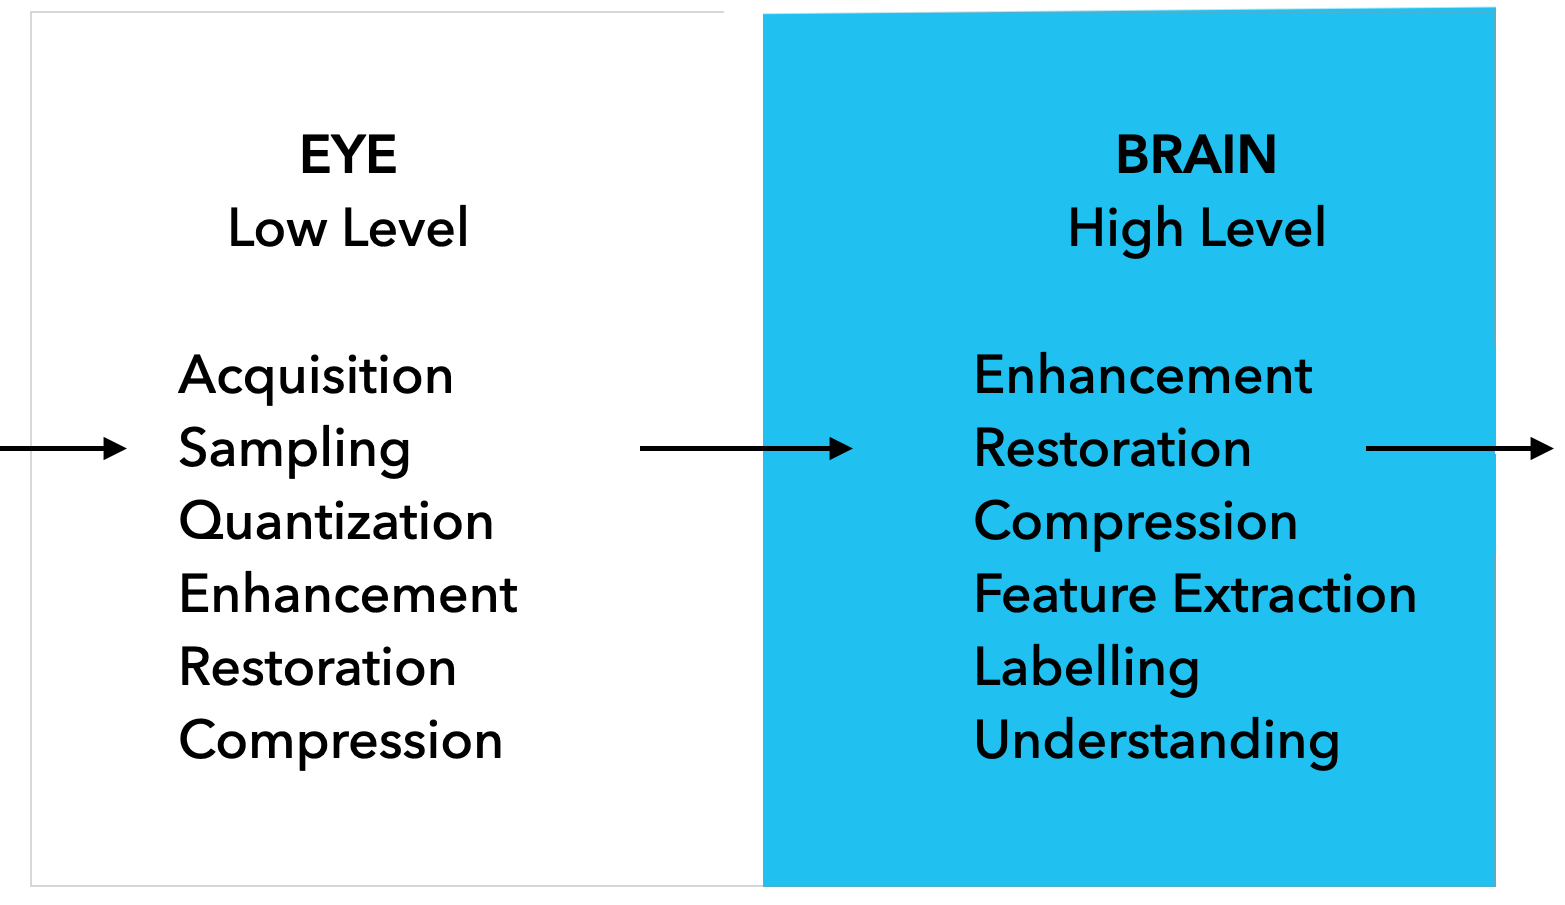 EYE
Low Level
Acquisition
Sampling
Quantization
Enhancement
Restoration
Compression
BRAIN
High Level
Enhancement
Restoration
Compression
Feature Extraction
Labelling
Understanding